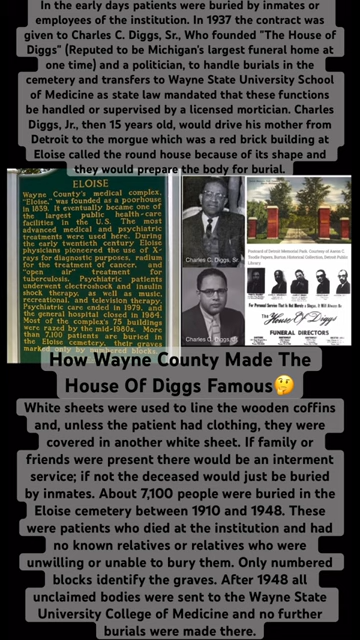 In the early days patients were buried by inmates or
employees of the institution. In 1937 the contract was
given to Charles C. Diggs, Sr., Who founded "The House of
Diggs" (Reputed to be Michigan's largest funeral home at
one time) and a politician, to handle burials in the
cemetery and transfers to Wayne State University School
of Medicine as state law mandated that these functions
be handled or supervised by a licensed mortician. Charles
Diggs, Jr., then 15 years old, would drive his mother from
Detroit to the morgue which was a red brick building at
Eloise called the round house because of its shape and
they would prepare the body for burial.
ELOISE
Wayne County's medical complex,
"Eloise," was founded as a poorhouse
in 1839. It eventually became one of
the largest public health-care
facilities in the U.S. The most
advanced medical and psychiatric
treatments were used here. During
the early twentieth century Eloise
physicians pioneered the use of X-
rays for diagnostic purposes, radium
for the treatment of cancer, and
"open air" treatment for
tuberculosis. Psychiatric patients
underwent electroshock and insulin
shock therapy, as well as music,
recreational, and television therapy.
Psychiatric care ended in 1979, and
the general hospital closed in 1984.
Most of the complex's 75 buildings
were razed by the mid-1980s. More
than 7,100 patients are buried in
the Eloise cemetery, their graves
marked only by numbered blocks.
Charles C. Diggs, Sr.
Charles C. Diggs, Jr.
The House of Diggs
FUNERAL DIRECTORS
How Wayne County Made The
House Of Diggs Famous🤔
White sheets were used to line the wooden coffins
and, unless the patient had clothing, they were
covered in another white sheet. If family or
friends were present there would be an interment
service; if not the deceased would just be buried
by inmates. About 7,100 people were buried in the
Eloise cemetery between 1910 and 1948. These
were patients who died at the institution and had
no known relatives or relatives who were
unwilling or unable to bury them. Only numbered
blocks identify the graves. After 1948 all
unclaimed bodies were sent to the Wayne State
University College of Medicine and no further
burials were made there.